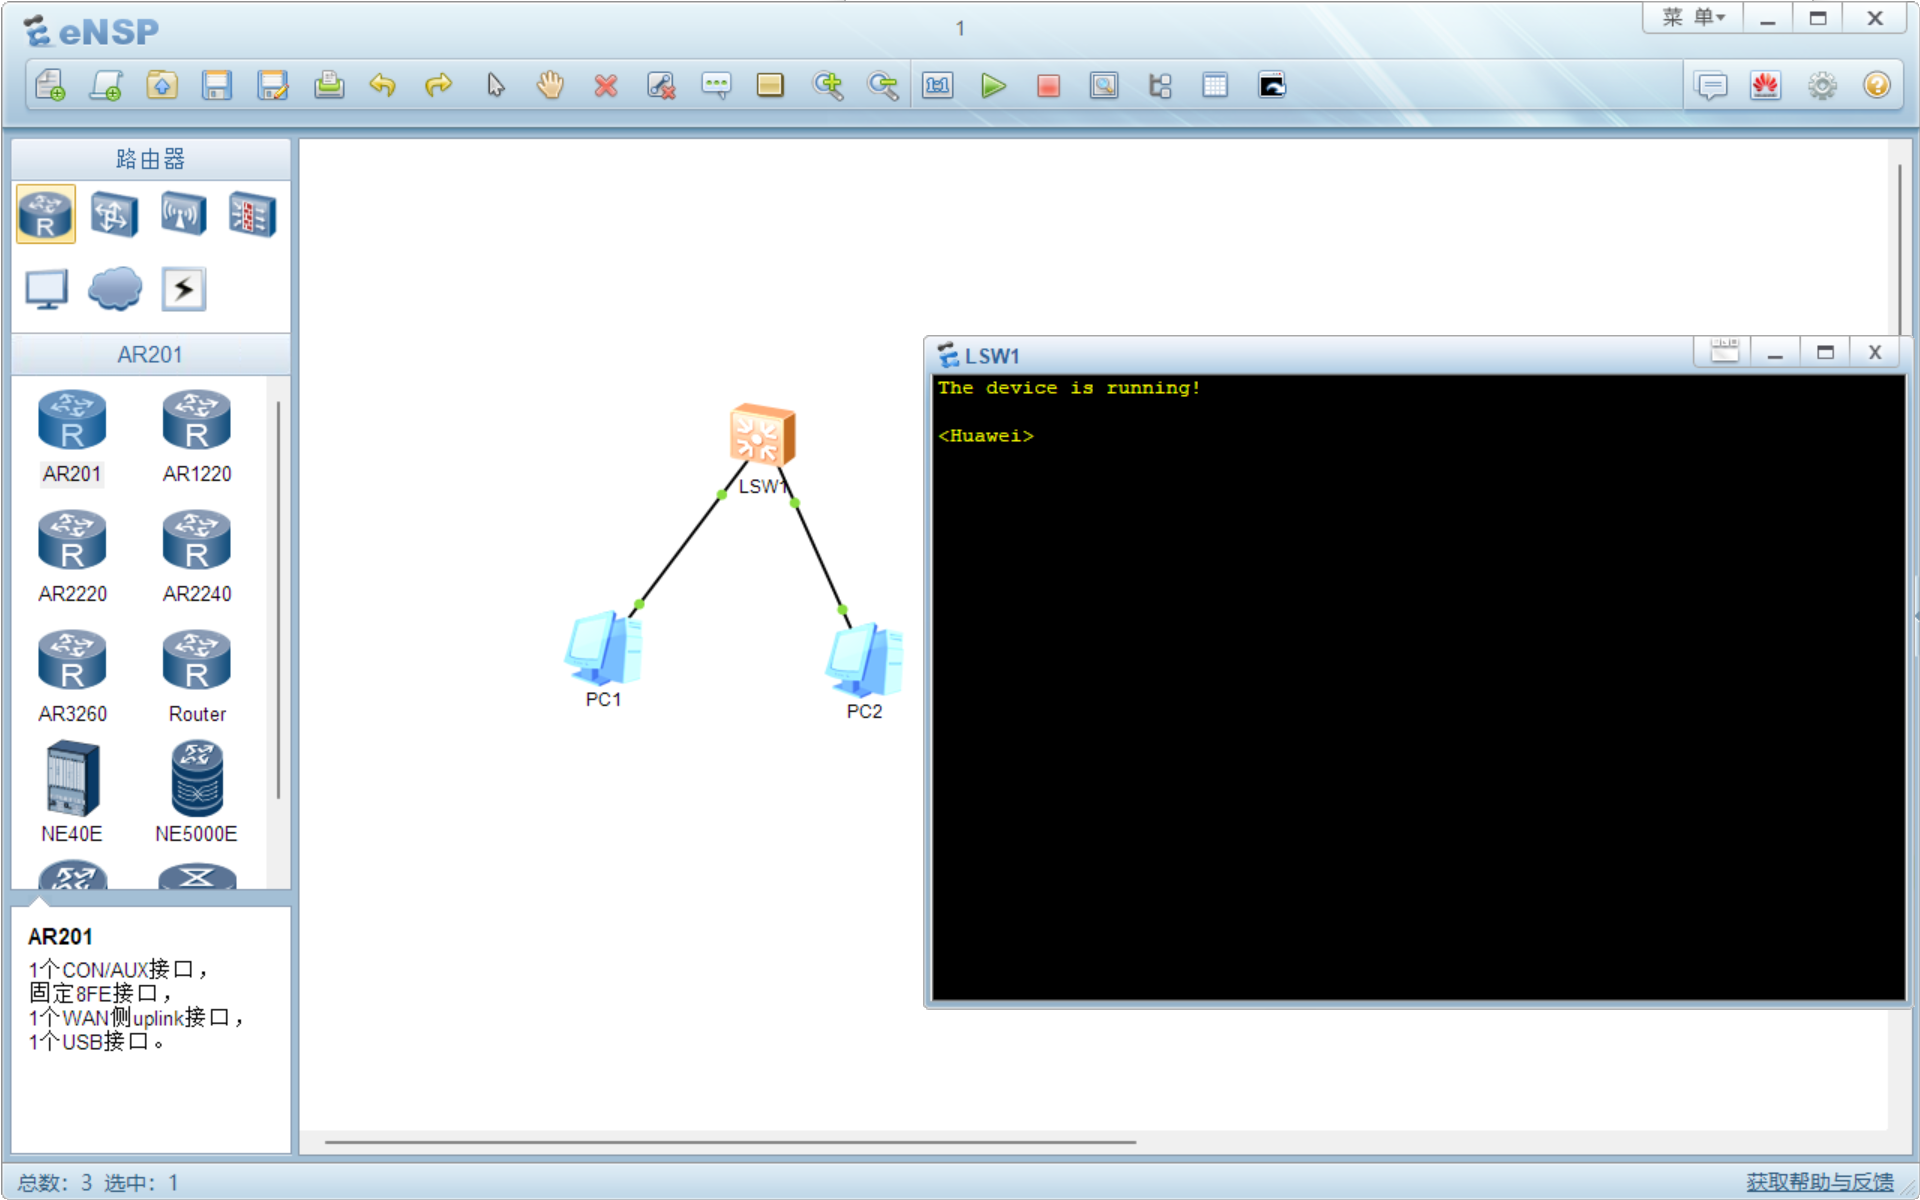 eNSP
1
菜 单
路由器
R
AR201
R
R
AR201
AR1220
R
R
AR2220
AR2240
R
R
AR3260
Router
NE40E
NE5000E
AR201
1个CON/AUX接口，
固定8FE接口，
1个WAN侧uplink接口，
1个USB接口。
LSW1
PC1
PC2
LSW1
The device is running!
<Huawei>
总数：3 选中：1
获取帮助与反馈